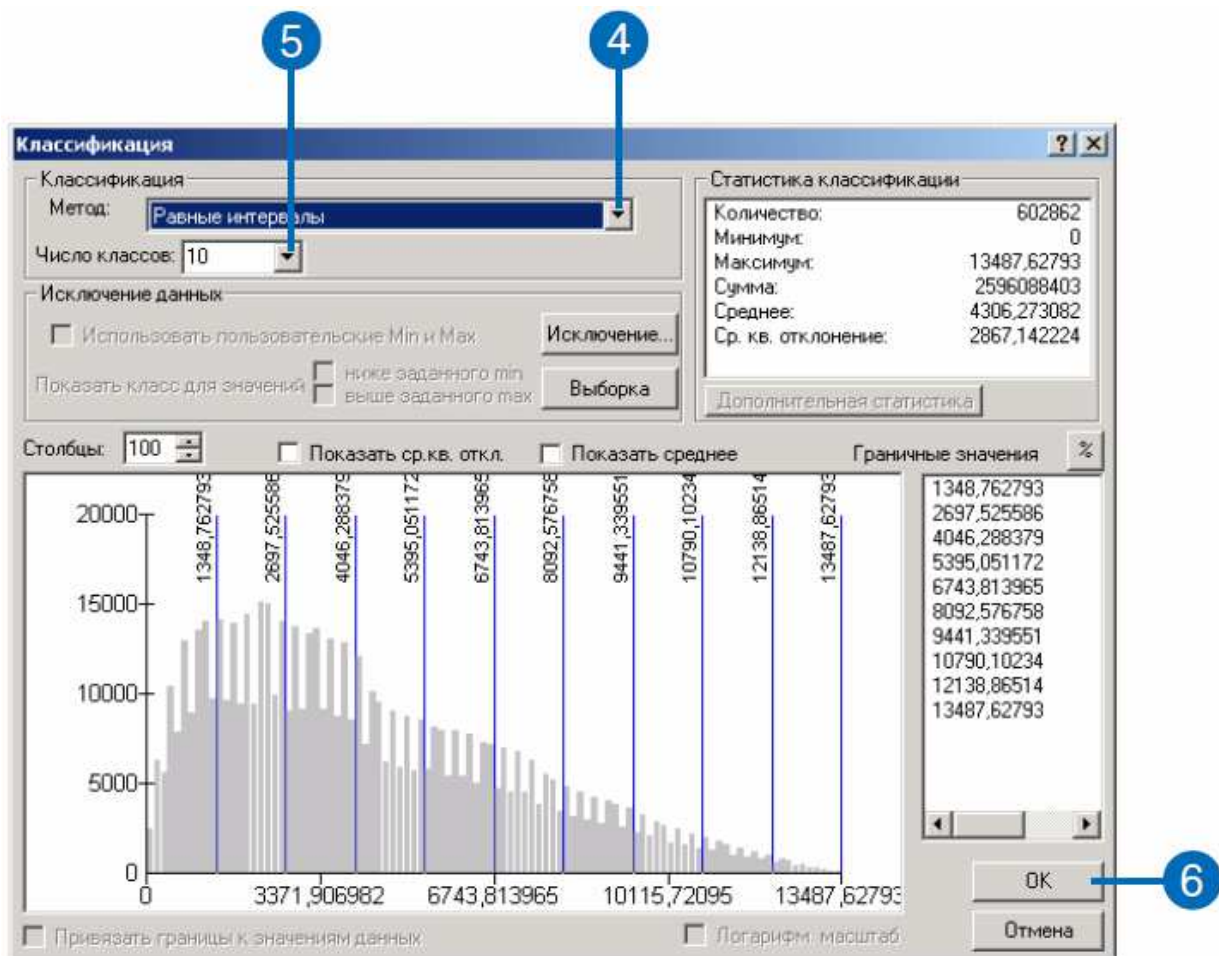 5
4
Классификация
Классификация
Метод: Равные интервалы
Число классов: 10
Статистика классификации
Количество: 602862
Минимум: 0
Максимум: 13487,62793
Сумма: 2596088403
Среднее: 4306,273082
Ср. кв. отклонение: 2867,142224
Дополнительная статистика
Исключение данных
Использовать пользовательские Min и Max
Исключение...
Показать класс для значений
ниже заданного min
выше заданного max
Выборка
Столбцы: 100
Показать ср.кв. откл.
Показать среднее
Граничные значения
%
1348,762793
2697,525586
4046,288379
5395,051172
6743,813965
8092,576758
9441,339551
10790,10234
12138,86514
13487,62793
20000
15000
10000
5000
0
0 3371,906982 6743,813965 10115,72095 13487,62793
1348,762793
2697,525586
4046,288379
5395,051172
6743,813965
8092,576758
9441,339551
10790,10234
12138,86514
13487,62793
OK
6
Отмена
Привязать границы к значениям данных
Логарифм. масштаб